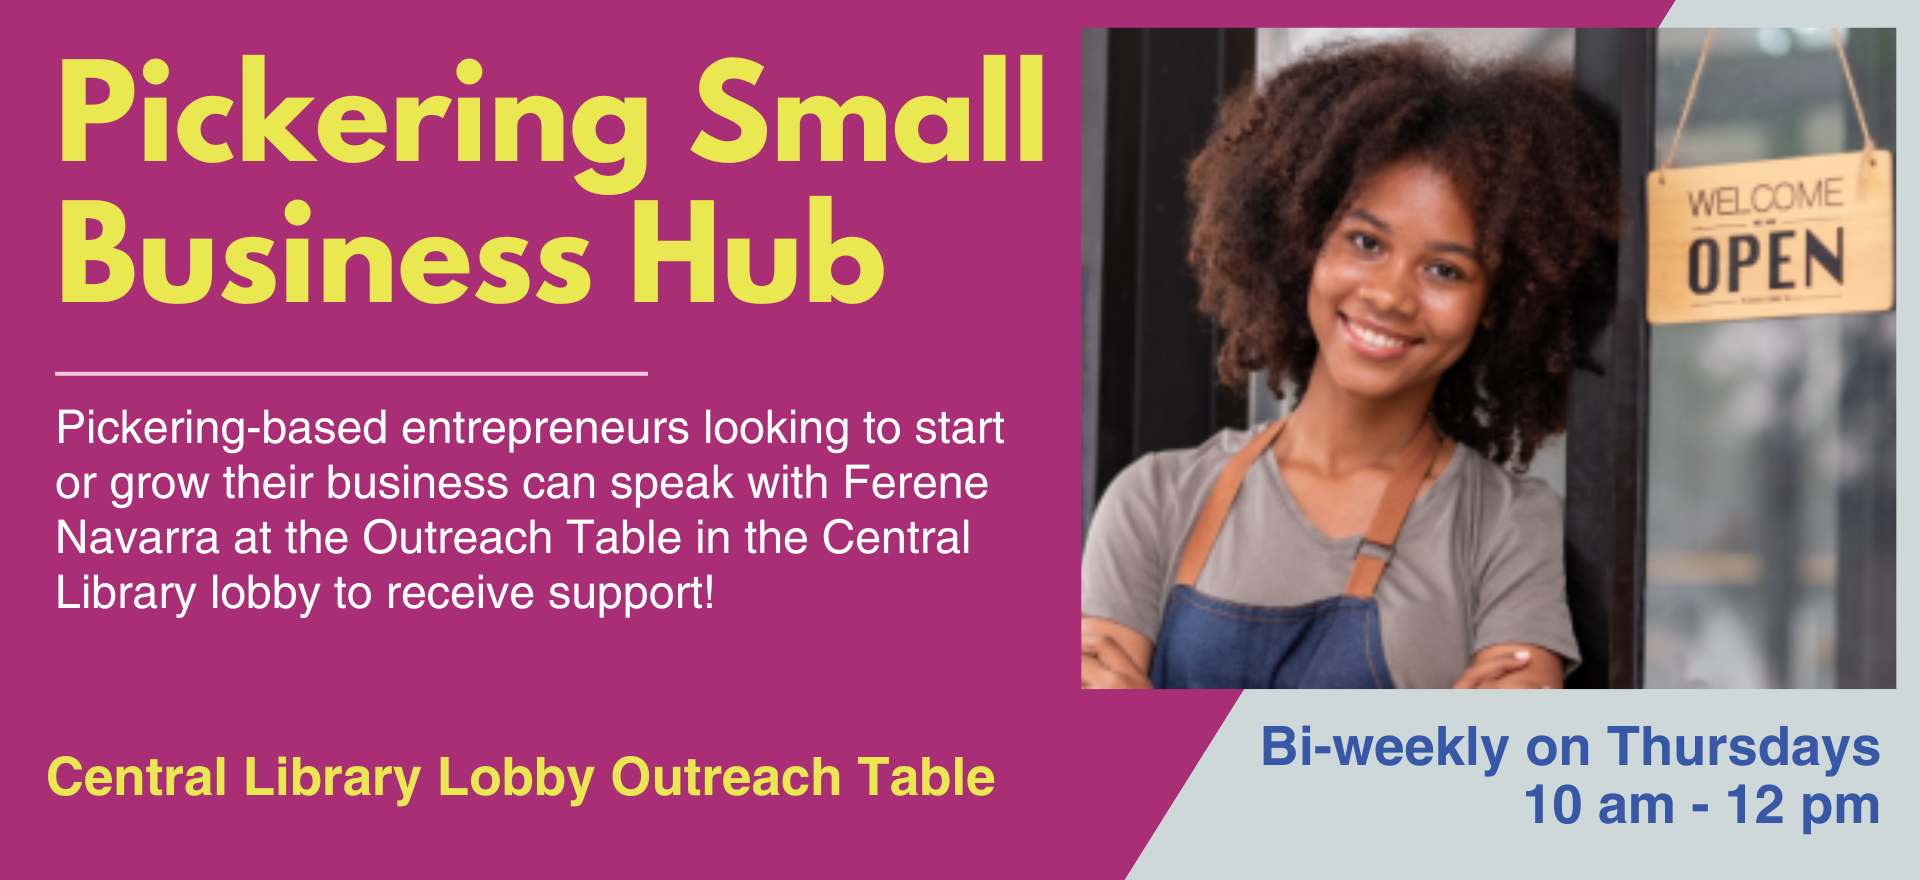 Pickering Small
Business Hub
Pickering-based entrepreneurs looking to start
or grow their business can speak with Ferene
Navarra at the Outreach Table in the Central
Library lobby to receive support!
Central Library Lobby Outreach Table
WELCOME
OPEN
Bi-weekly on Thursdays
10 am - 12 pm